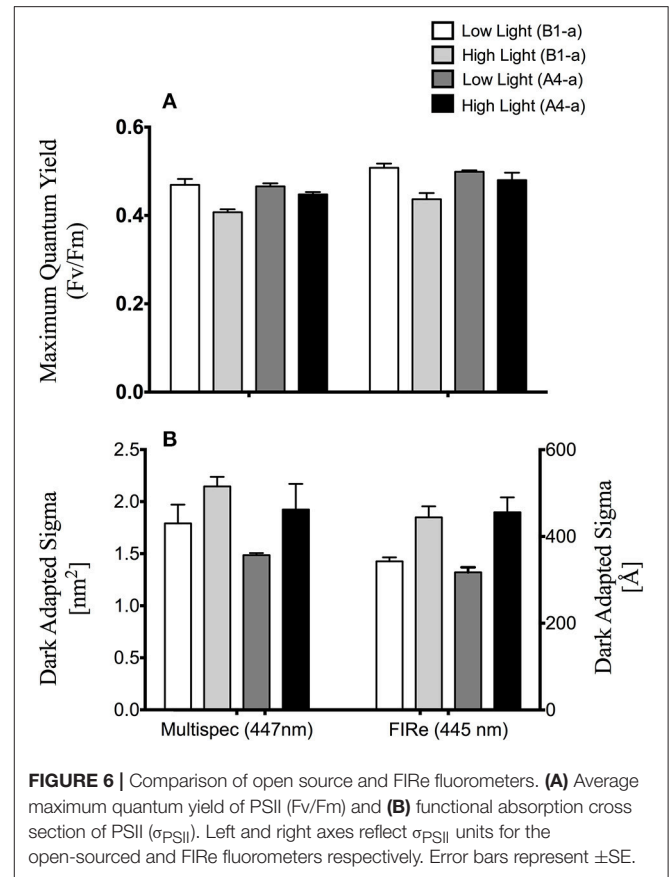 Low Light (B1-a)
High Light (B1-a)
Low Light (A4-a)
High Light (A4-a)
A
Maximum Quantum Yield
(Fv/Fm)
0.6
0.4
0.2
0.0
B
Dark Adapted Sigma
[nm²]
2.5
2.0
1.5
1.0
0.5
0.0
600
400
200
0
Dark Adapted Sigma
[Å]
Multispec (447nm)
FIRe (445 nm)
FIGURE 6 | Comparison of open source and FIRe fluorometers. (A) Average
maximum quantum yield of PSII (Fv/Fm) and (B) functional absorption cross
section of PSII (σPSII). Left and right axes reflect σPSII units for the
open-sourced and FIRe fluorometers respectively. Error bars represent ±SE.